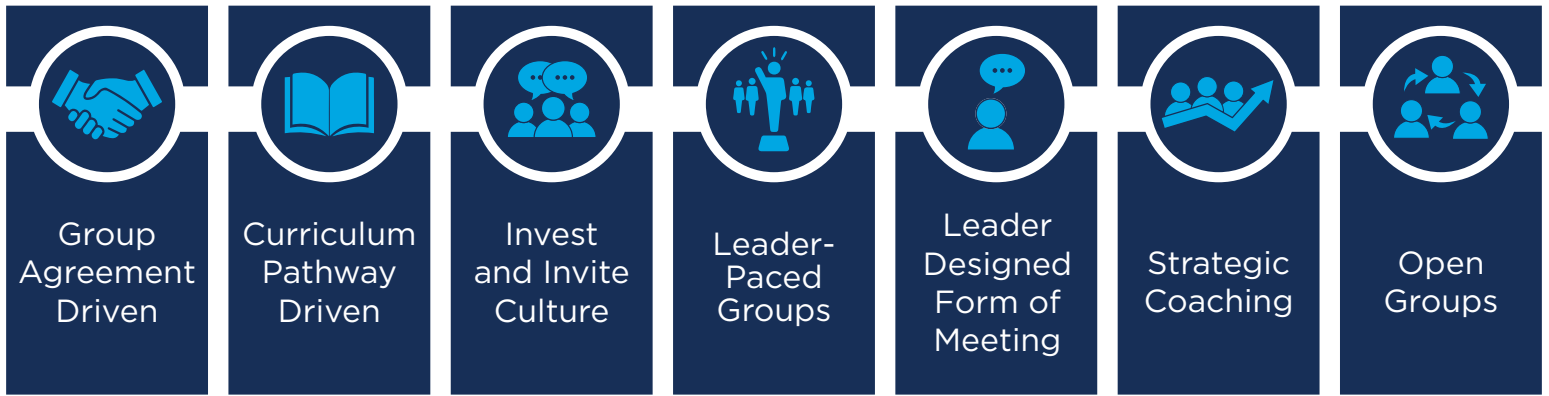 Group
Agreement
Driven
Curriculum
Pathway
Driven
Invest
and Invite
Culture
Leader-
Paced
Groups
Leader
Designed
Form of
Meeting
Strategic
Coaching
Open
Groups